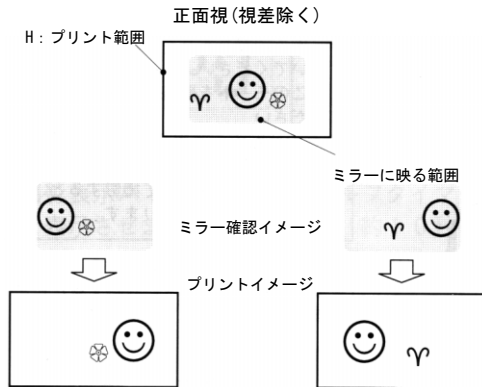 正面視(視差除く)
H:プリント範囲
ミラーに映る範囲
ミラー確認イメージ
プリントイメージ